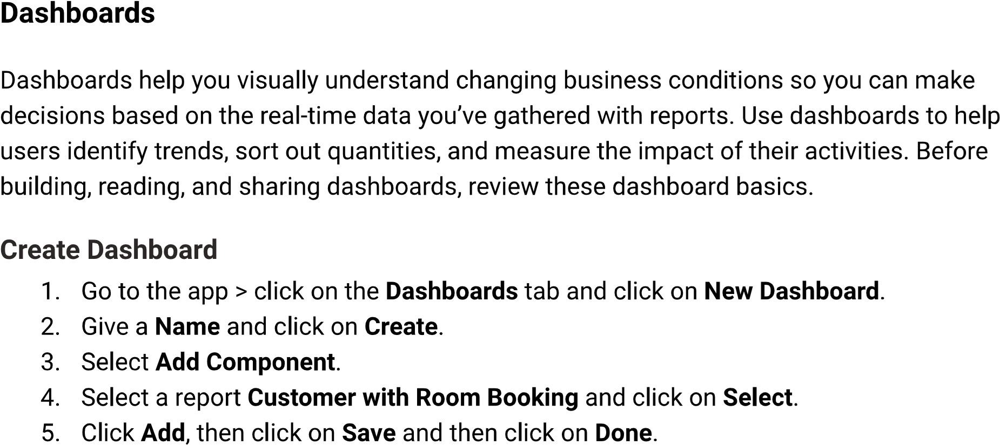 Dashboards
Dashboards help you visually understand changing business conditions so you can make
decisions based on the real-time data you’ve gathered with reports. Use dashboards to help
users identify trends, sort out quantities, and measure the impact of their activities. Before
building, reading, and sharing dashboards, review these dashboard basics.
Create Dashboard
1. Go to the app > click on the Dashboards tab and click on New Dashboard.
2. Give a Name and click on Create.
3. Select Add Component.
4. Select a report Customer with Room Booking and click on Select.
5. Click Add, then click on Save and then click on Done.